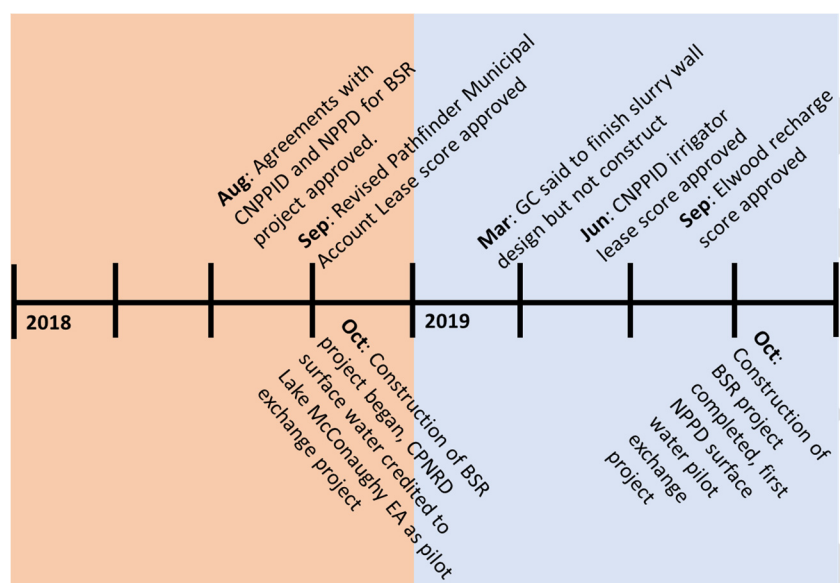 Aug: Agreements with
CNPPID and NPPD for BSR
project approved.
Sep: Revised Pathfinder Municipal
Account Lease score approved
Mar: GC said to finish slurry wall
design but not construct
Jun: CNPPID irrigator
lease score approved
Sep: Elwood recharge
score approved
2018
2019
Oct: Construction of BSR
project began, CPNRD
surface water credited to
Lake McConaughy EA as pilot
exchange project
Oct:
Construction of
BSR project
completed, first
NPPD surface
water pilot
exchange
project